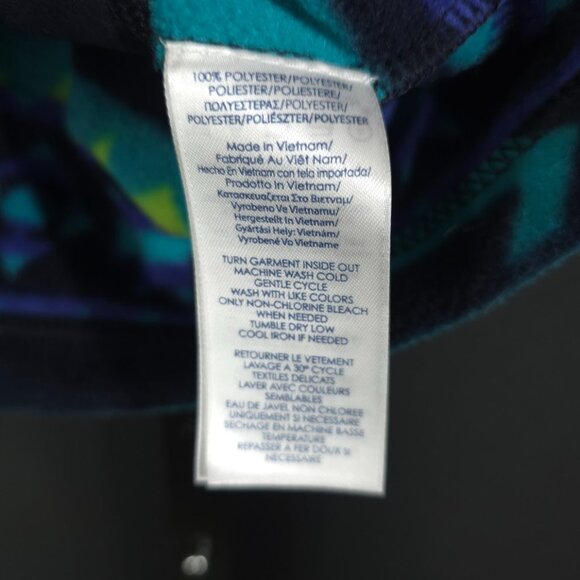 100% POLYESTER/POLYESTER/
POLIESTER/POLIESTERE/
ΠΟΛΥΕΣΤΕΡΑΣ/POLYESTER/
POLYESTER/POLIÉSZTER/POLYESTER
Made In Vietnam/
Fabriqué Au Viêt Nam/
Hecho En Vietnam con tela importada/
Prodotto In Vietnam/
Κατασκευαζεται Στο Βιετναμ/
Vyrobeno Ve Vietnamu/
Hergestellt In Vietnam/
Gyártási Hely: Vietnám/
Vyrobené Vo Vietname
TURN GARMENT INSIDE OUT
MACHINE WASH COLD
GENTLE CYCLE
WASH WITH LIKE COLORS
ONLY NON-CHLORINE BLEACH
WHEN NEEDED
TUMBLE DRY LOW
COOL IRON IF NEEDED
RETOURNER LE VETEMENT
LAVAGE A 30° CYCLE
TEXTILES DELICATS
LAVER AVEC COULEURS
SEMBLABLES
EAU DE JAVEL NON CHLOREE
UNIQUEMENT SI NECESSAIRE
SECHAGE EN MACHINE BASSE
TEMPERATURE
REPASSER A FER DOUX SI
NECESSAIRE